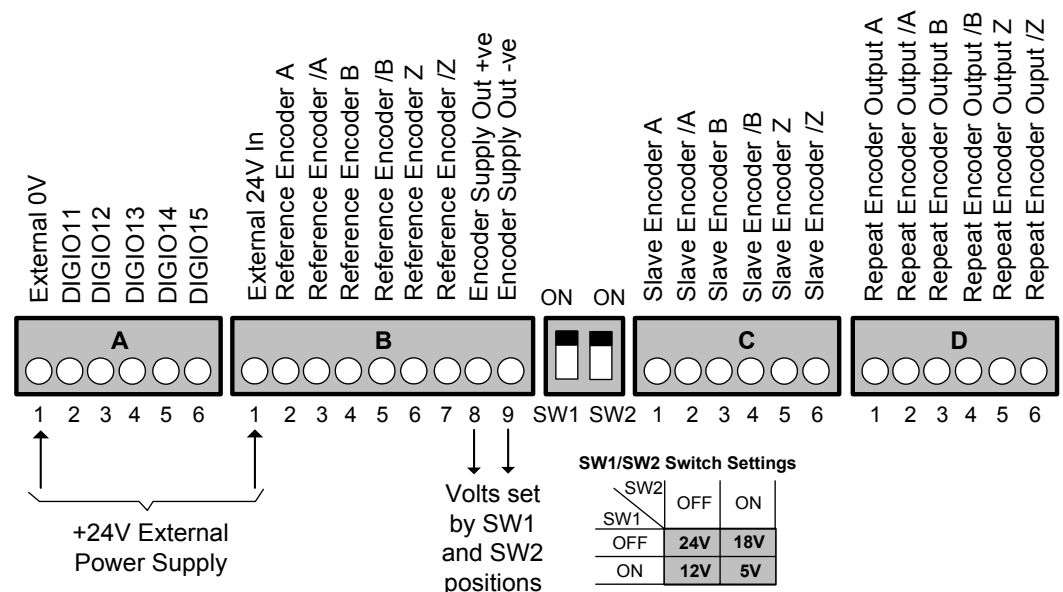 External 0V
DIGIO11
DIGIO12
DIGIO13
DIGIO14
DIGIO15
External 24V In
Reference Encoder A
Reference Encoder /A
Reference Encoder B
Reference Encoder /B
Reference Encoder Z
Reference Encoder /Z
Encoder Supply Out +ve
Encoder Supply Out -ve
Slave Encoder A
Slave Encoder /A
Slave Encoder B
Slave Encoder /B
Slave Encoder Z
Slave Encoder /Z
Repeat Encoder Output A
Repeat Encoder Output /A
Repeat Encoder Output B
Repeat Encoder Output /B
Repeat Encoder Output Z
Repeat Encoder Ouput /Z
ON ON
A B C D
1 2 3 4 5 6 1 2 3 4 5 6 7 8 9 SW1 SW2 1 2 3 4 5 6 1 2 3 4 5 6
+24V External
Power Supply
Volts set
by SW1
and SW2
positions
SW1/SW2 Switch Settings
SW2 OFF ON
SW1
OFF 24V 18V
ON 12V 5V